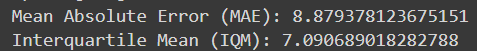 Mean Absolute Error (MAE): 8.879378123675151
Interquartile Mean (IQM): 7.090689018282788